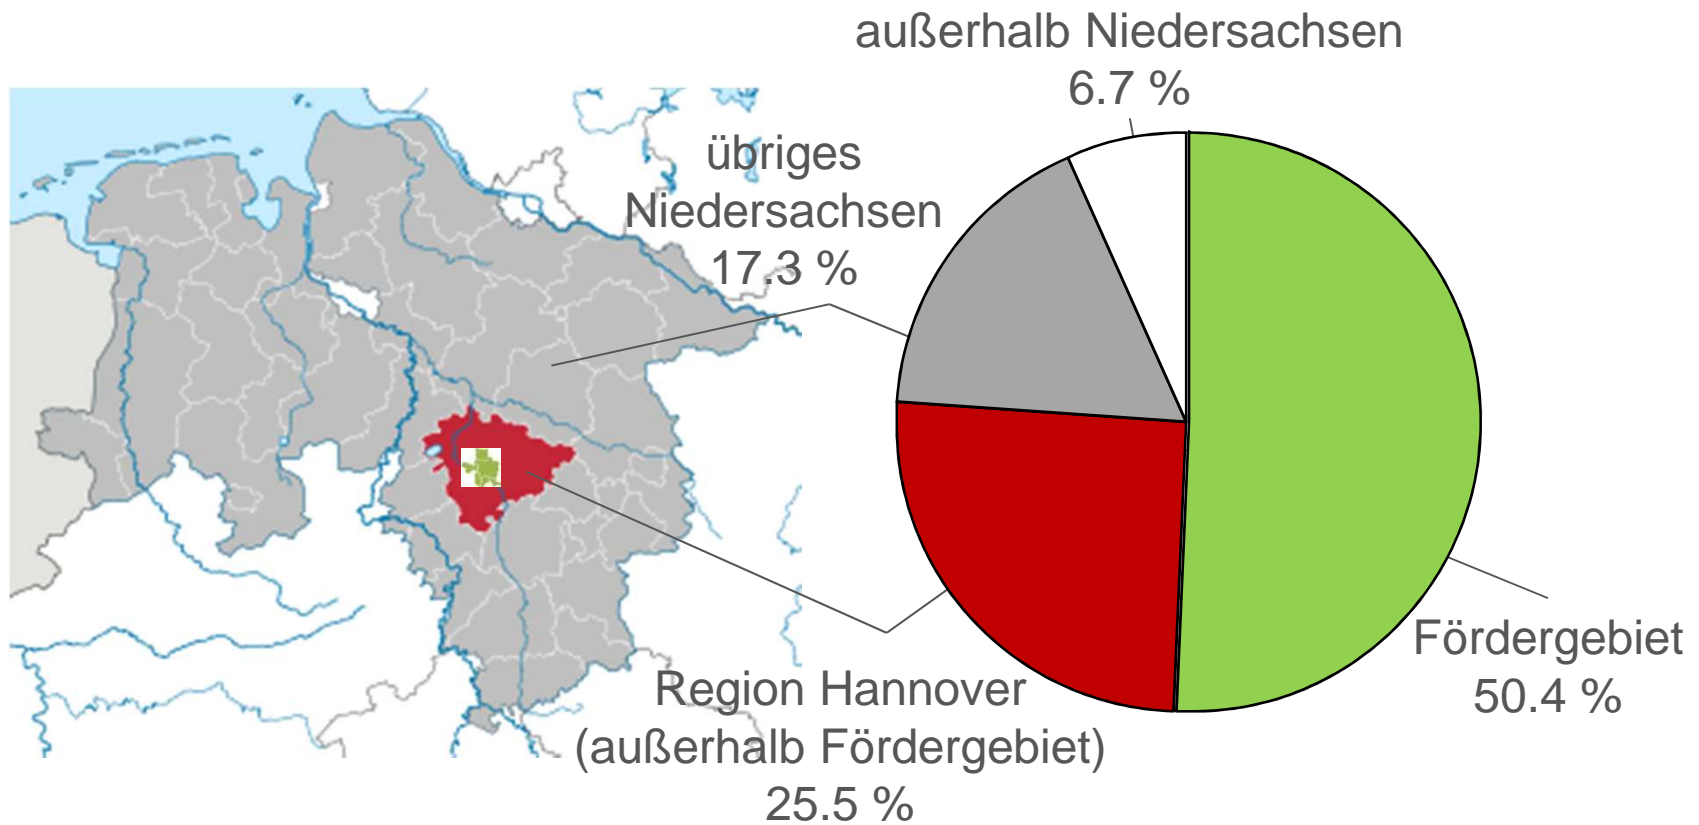 außerhalb Niedersachsen
6.7 %
übriges
Niedersachsen
17.3 %
Fördergebiet
50.4 %
Region Hannover
(außerhalb Fördergebiet)
25.5 %